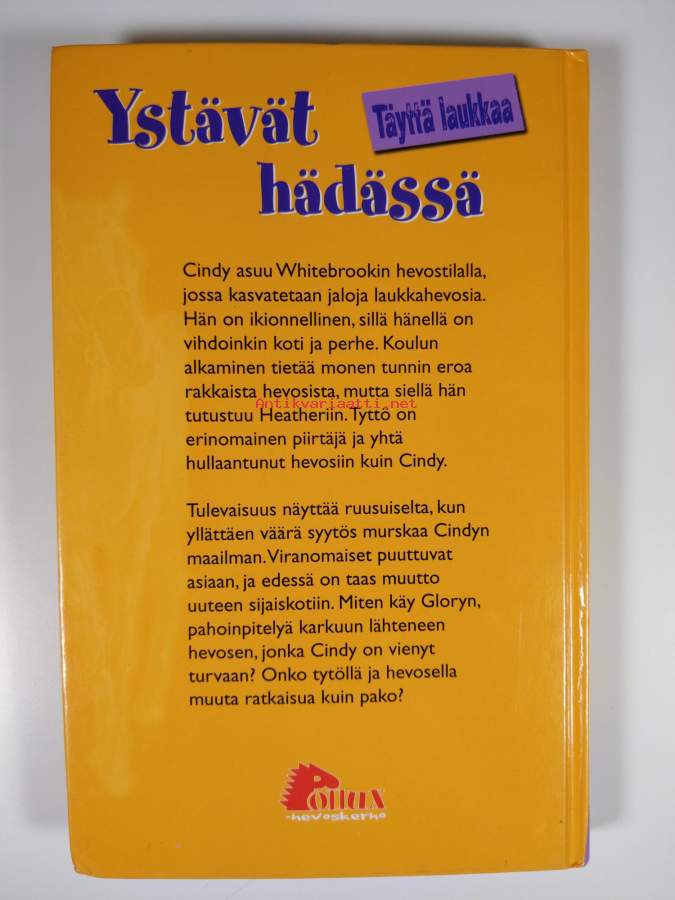 Ystävät
Täyttä laukkaa
hädässä
Cindy asuu Whitebrookin hevostilalla,
jossa kasvatetaan jaloja laukkahevosia.
Hän on ikionnellinen, sillä hänellä on
vihdoinkin koti ja perhe. Koulun
alkaminen tietää monen tunnin eroa
rakkaista hevosista, mutta siellä hän
Antikvariaatti.net
tutustuu Heatheriin. Tyttö on
erinomainen piirtäjä ja yhtä
hullaantunut hevosiin kuin Cindy.
Tulevaisuus näyttää ruusuiselta, kun
yllättäen väärä syytös murskaa Cindyn
maailman. Viranomaiset puuttuvat
asiaan, ja edessä on taas muutto
uuteen sijaiskotiin. Miten käy Gloryn,
pahoinpitelyä karkuun lähteneen
hevosen, jonka Cindy on vienyt
turvaan? Onko tytöllä ja hevosella
muuta ratkaisua kuin pako?
Pollux
-hevoskerho